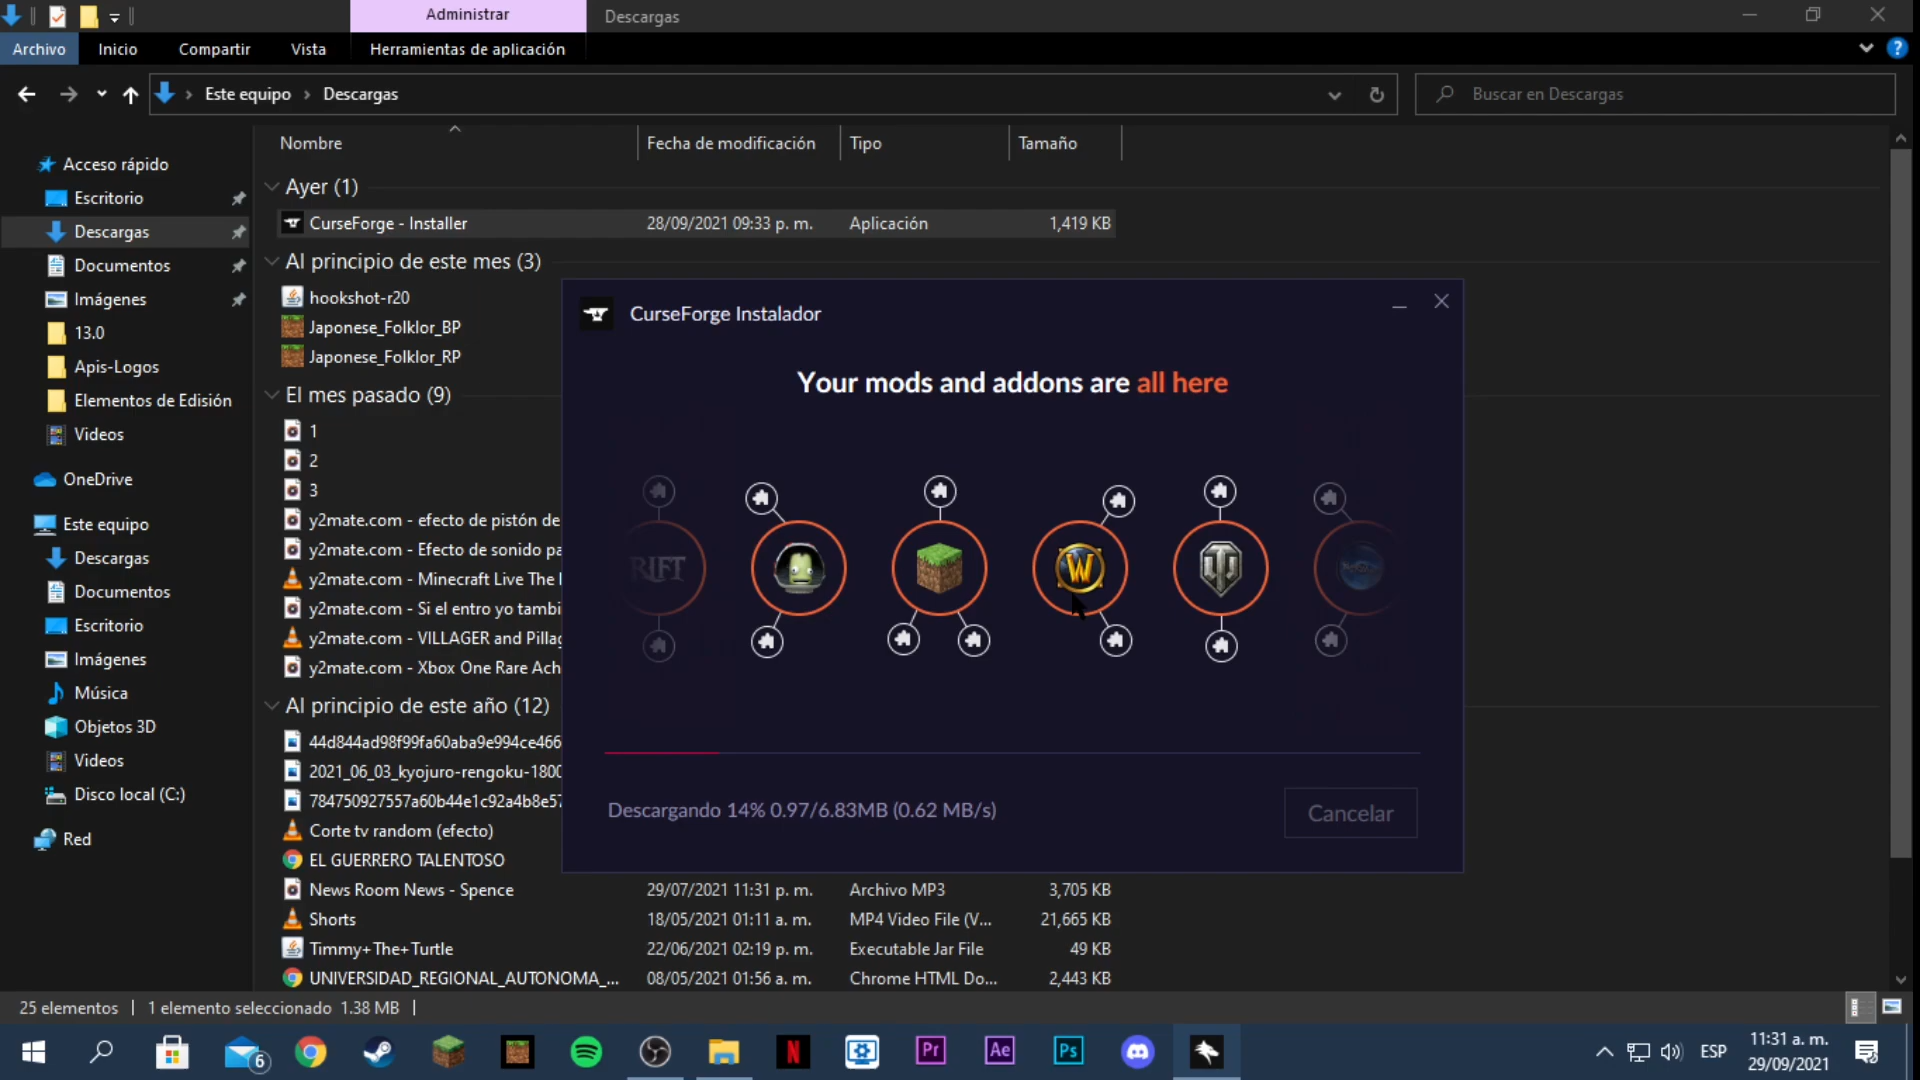 Administrar
Descargas
Archivo
Inicio
Compartir
Vista
Herramientas de aplicación
Este equipo
Descargas
Buscar en Descargas
Nombre
Fecha de modificación
Tipo
Tamaño
Acceso rápido
Escritorio
Descargas
Documentos
Imágenes
13.0
Apis-Logos
Elementos de Edisión
Videos
OneDrive
Este equipo
Descargas
Documentos
Escritorio
Imágenes
Música
Objetos 3D
Videos
Disco local (C:)
Red
Ayer (1)
CurseForge - Installer 28/09/2021 09:33 p. m. Aplicación 1,419 KB
Al principio de este mes (3)
hookshot-r20
Japonese_Folklor_BP
Japonese_Folklor_RP
El mes pasado (9)
1
2
3
y2mate.com - efecto de pistón de
y2mate.com - Efecto de sonido pa
y2mate.com - Minecraft Live The
y2mate.com - Si el entro yo tambi
y2mate.com - VILLAGER and Pillag
y2mate.com - Xbox One Rare Ach
Al principio de este año (12)
44d844ad98f99fa60aba9e994ce466
2021_06_03_kyojuro-rengoku-1800
784750927557a60b44e1c92a4b8e57
Corte tv random (efecto)
EL GUERRERO TALENTOSO
News Room News - Spence 29/07/2021 11:31 p. m. Archivo MP3 3,705 KB
Shorts 18/05/2021 01:11 a. m. MP4 Video File (V... 21,665 KB
Timmy+The+Turtle 22/06/2021 02:19 p. m. Executable Jar File 49 KB
UNIVERSIDAD_REGIONAL_AUTONOMA_... 08/05/2021 01:56 a. m. Chrome HTML Do... 2,443 KB
CurseForge Instalador
Your mods and addons are all here
RIFT
W
Descargando 14% 0.97/6.83MB (0.62 MB/s)
Cancelar
25 elementos
1 elemento seleccionado 1.38 MB
6
N
Pr
Ae
Ps
ESP
11:31 a. m.
29/09/2021